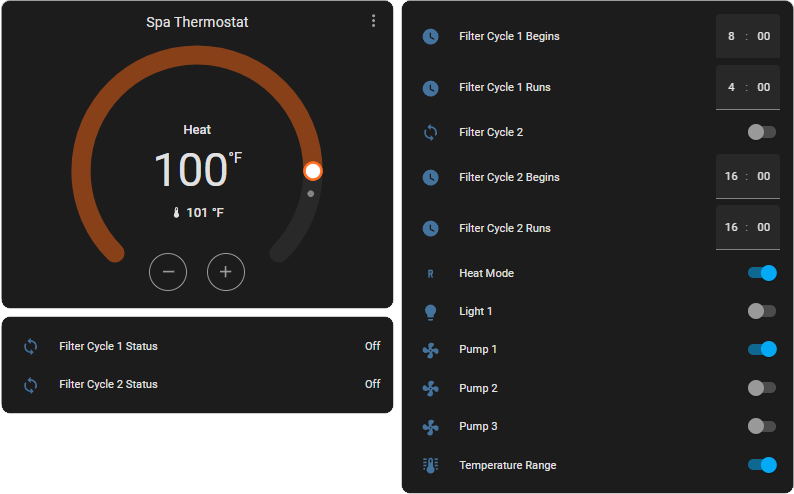 Spa Thermostat
Heat
100 °F
101 °F
Filter Cycle 1 Status Off
Filter Cycle 2 Status Off
Filter Cycle 1 Begins 8 : 00
Filter Cycle 1 Runs 4 : 00
Filter Cycle 2
Filter Cycle 2 Begins 16 : 00
Filter Cycle 2 Runs 16 : 00
R Heat Mode
Light 1
Pump 1
Pump 2
Pump 3
Temperature Range